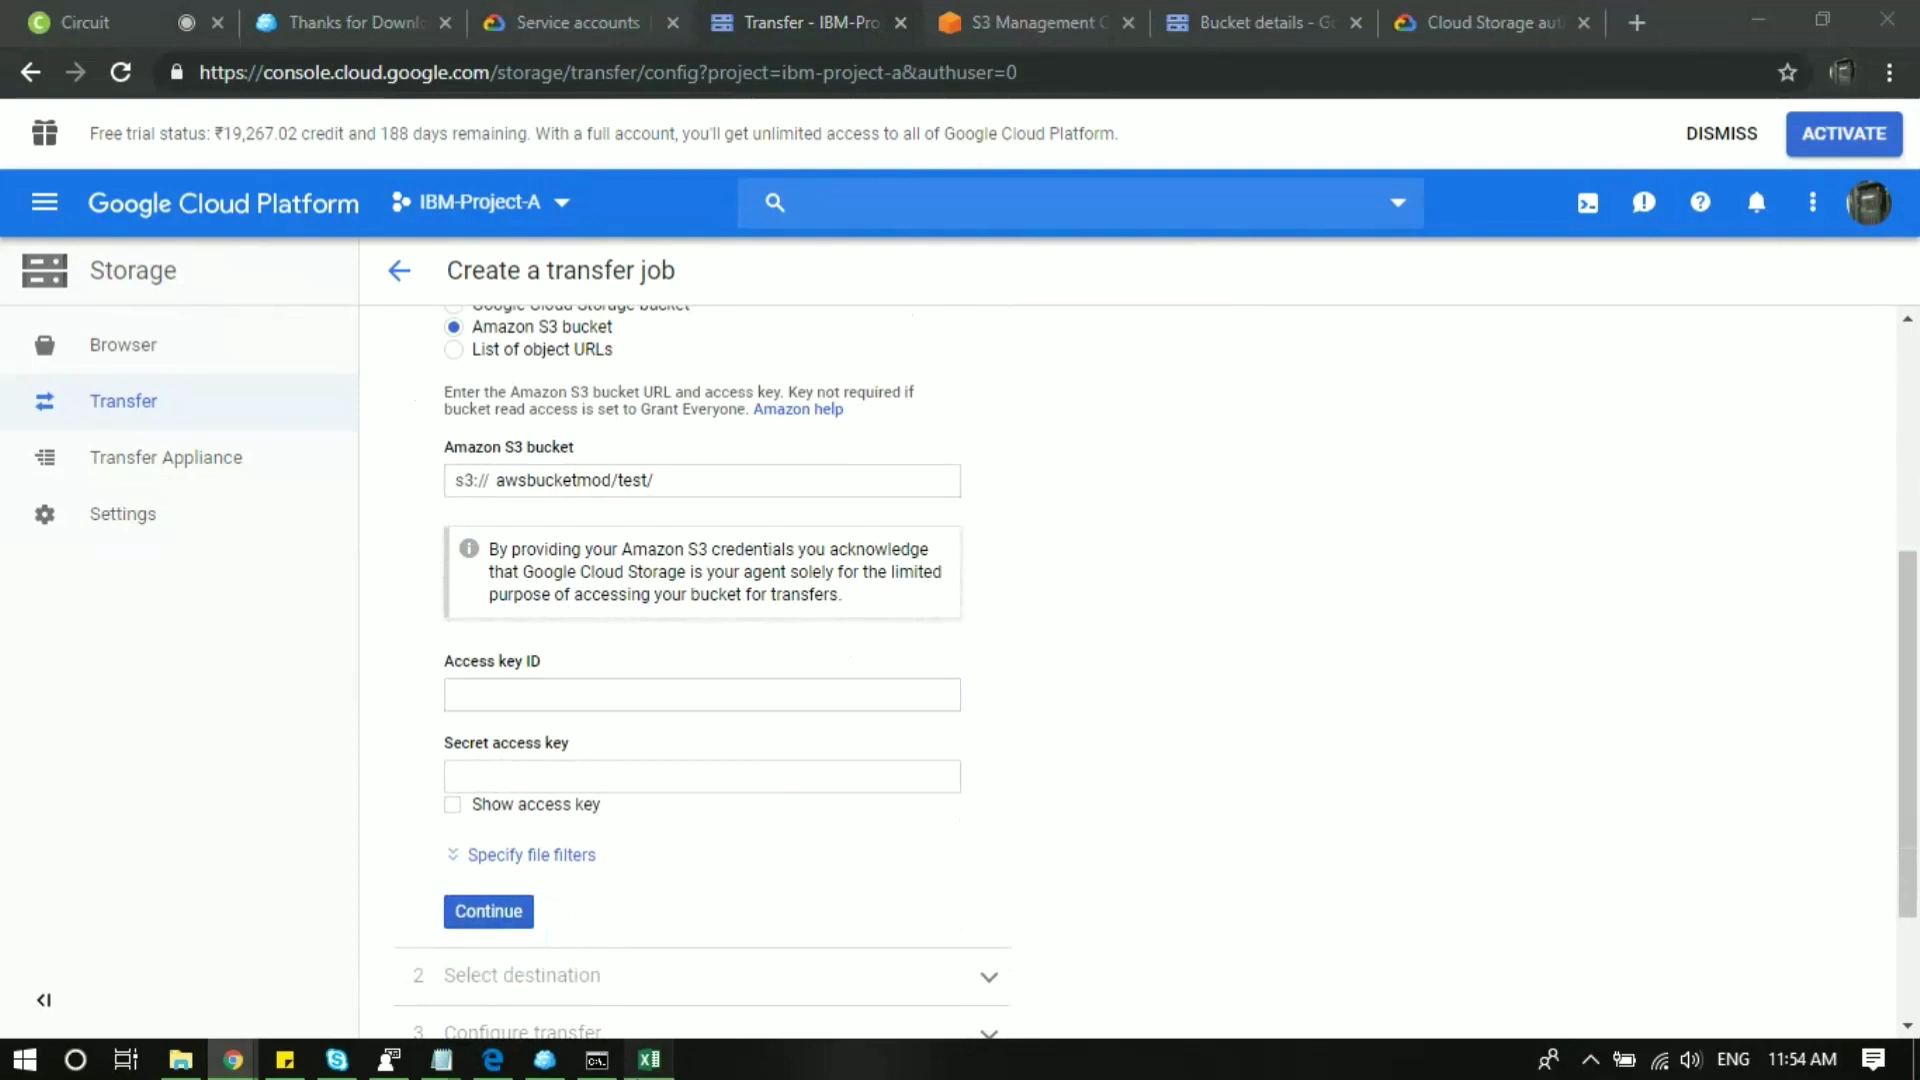 Circuit
Thanks for Downl
Service accounts
Transfer - IBM-Pro
S3 Management C
Bucket details - Go
Cloud Storage aut
https://console.cloud.google.com/storage/transfer/config?project=ibm-project-a&authuser=0
Free trial status: ₹19,267.02 credit and 188 days remaining. With a full account, you'll get unlimited access to all of Google Cloud Platform.
DISMISS
ACTIVATE
Google Cloud Platform
IBM-Project-A
Storage
Create a transfer job
Browser
Transfer
Transfer Appliance
Settings
Google Cloud Storage bucket
Amazon S3 bucket
List of object URLs
Enter the Amazon S3 bucket URL and access key. Key not required if
bucket read access is set to Grant Everyone. Amazon help
Amazon S3 bucket
s3:// awsbucketmod/test/
By providing your Amazon S3 credentials you acknowledge
that Google Cloud Storage is your agent solely for the limited
purpose of accessing your bucket for transfers.
Access key ID
Secret access key
Show access key
Specify file filters
Continue
2 Select destination
3 Configure transfer
ENG
11:54 AM